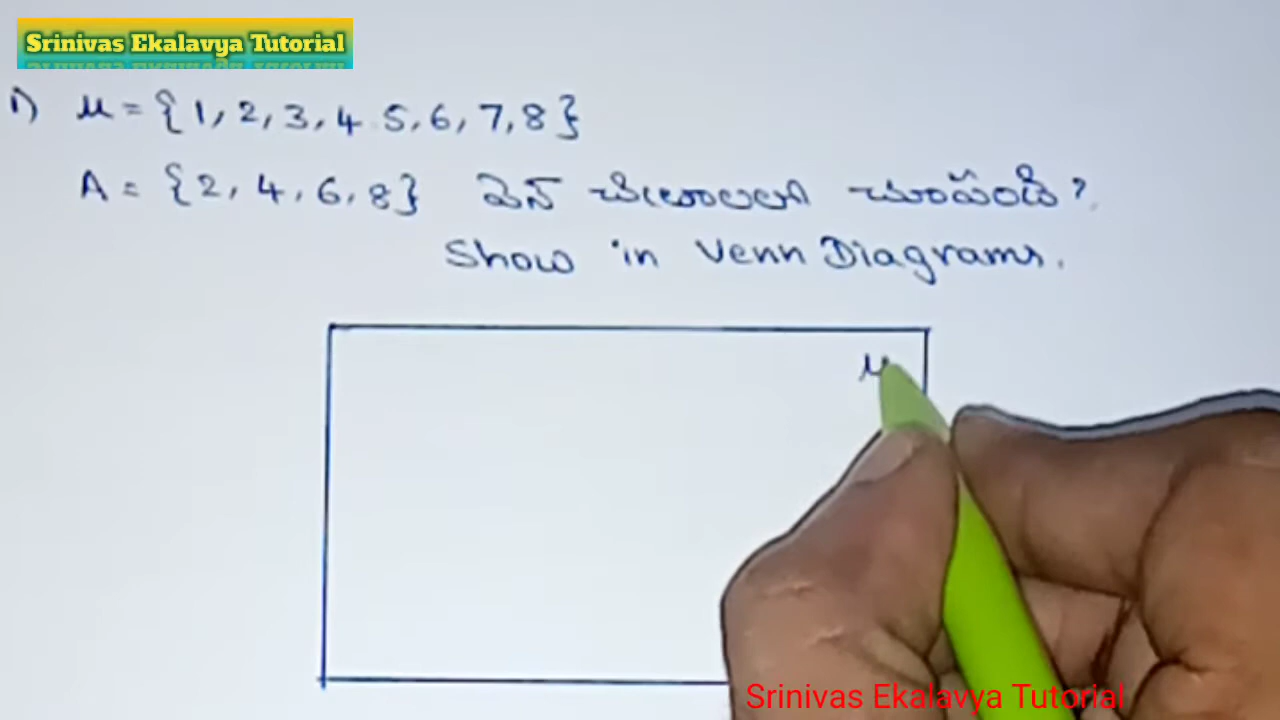 Srinivas Ekalavya Tutorial
1) μ = {1, 2, 3, 4 5, 6, 7, 8}
A = {2, 4, 6, 8} వెన్ చిత్రాలలో చూపండి?
Show in Venn Diagrams.
μ
Srinivas Ekalavya Tutorial